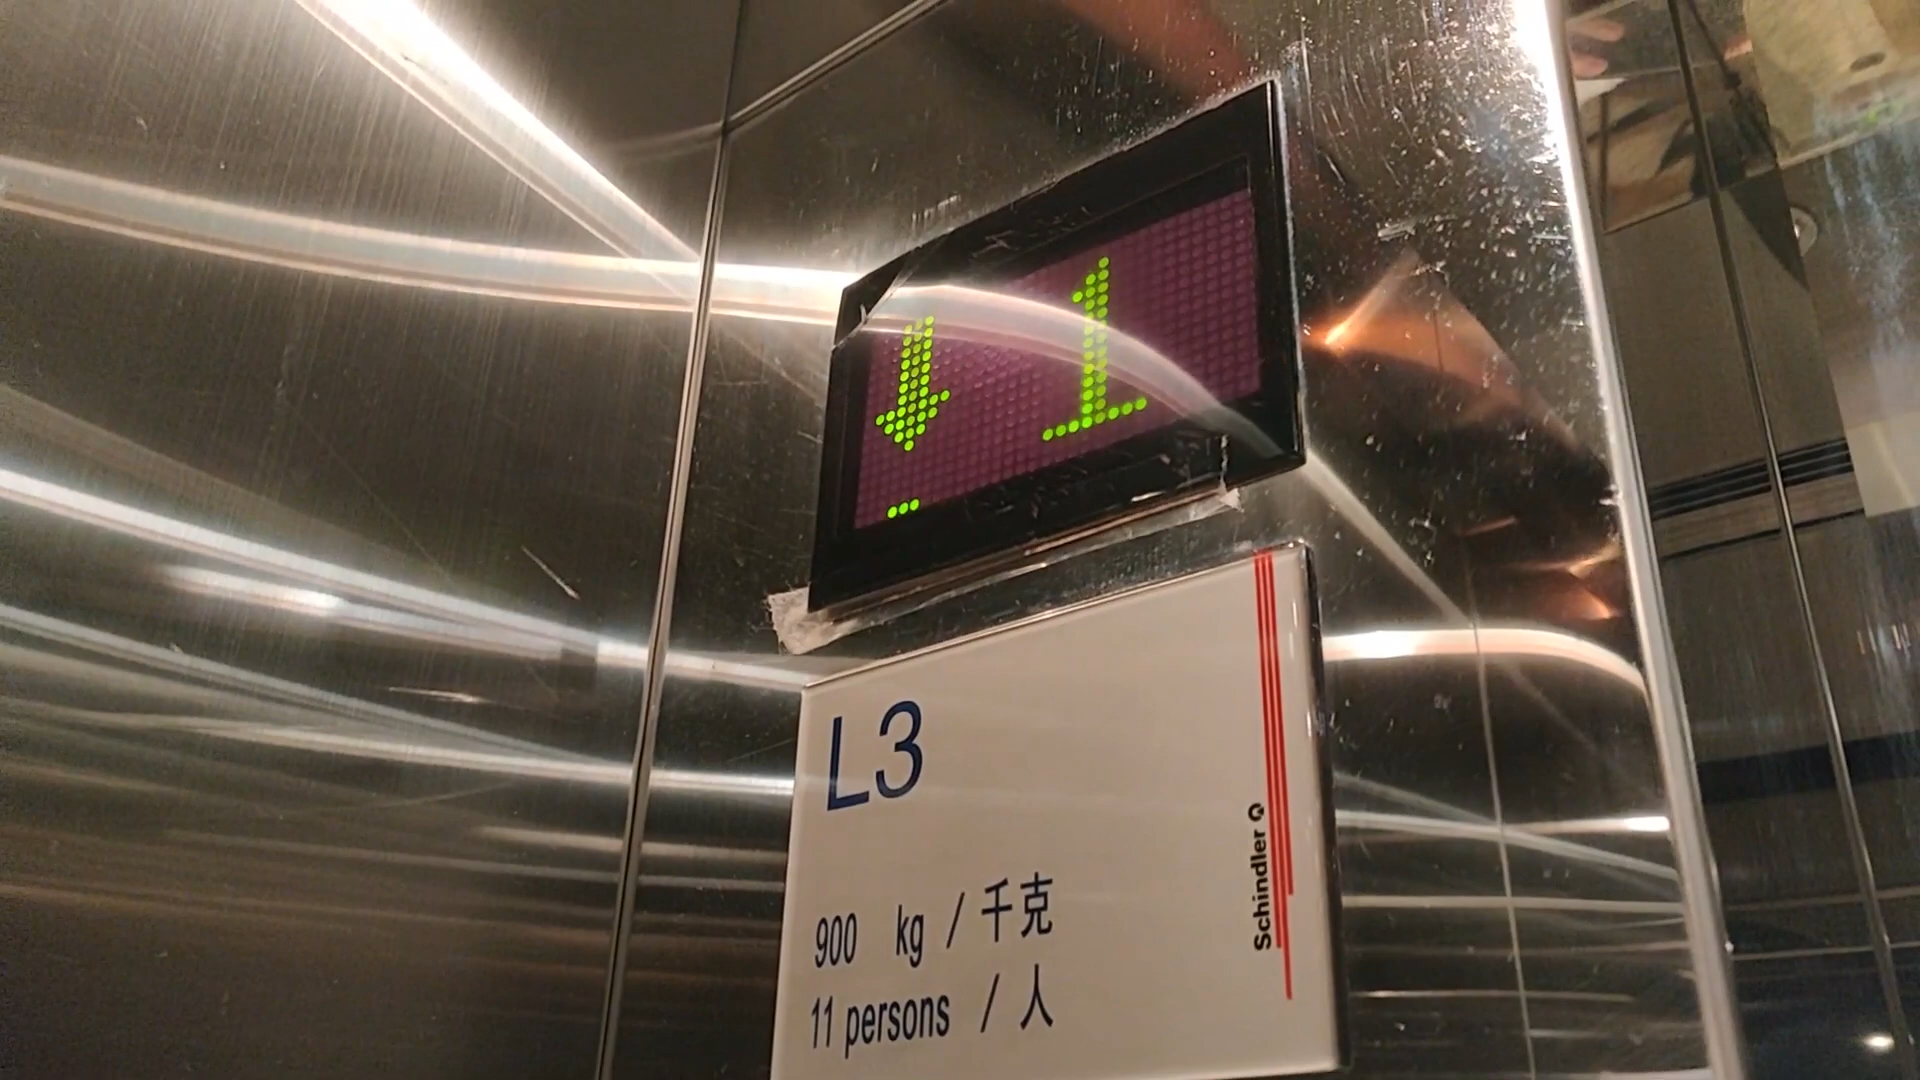 ↓ 1
L3
900 kg / 千克
11 persons / 人
Schindler